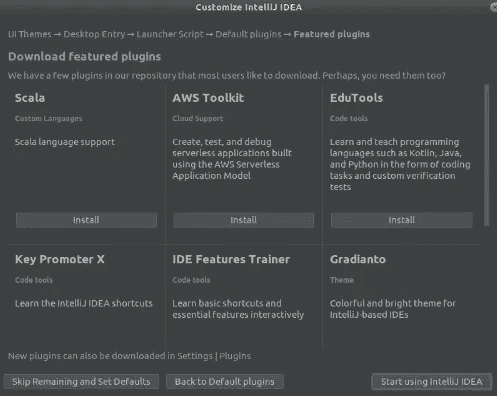 Customize IntelliJ IDEA
UI Themes → Desktop Entry → Launcher Script → Default plugins → Featured plugins
Download featured plugins
We have a few plugins in our repository that most users like to download. Perhaps, you need them too?
Scala
Custom Languages
Scala language support
Install
AWS Toolkit
Cloud Support
Create, test, and debug
serverless applications built
using the AWS Serverless
Application Model
Install
EduTools
Code tools
Learn and teach programming
languages such as Kotlin, Java,
and Python in the form of coding
tasks and custom verification
tests
Install
Key Promoter X
Code tools
Learn the IntelliJ IDEA shortcuts
IDE Features Trainer
Code tools
Learn basic shortcuts and
essential features interactively
Gradianto
Theme
Colorful and bright theme for
IntelliJ-based IDEs
New plugins can also be downloaded in Settings | Plugins
Skip Remaining and Set Defaults
Back to Default plugins
Start using IntelliJ IDEA